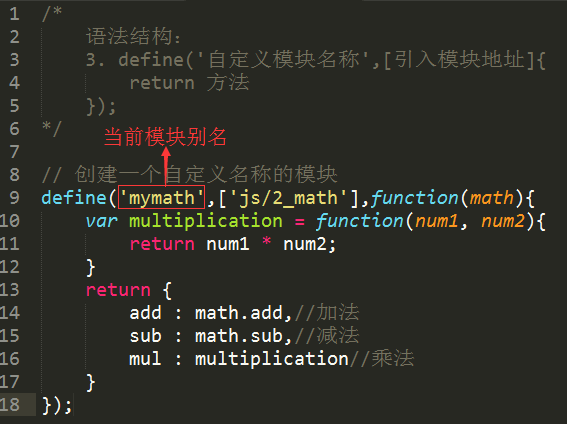 1 /*
2 语法结构:
3 3. define('自定义模块名称',[引入模块地址]{
4 return 方法
5 });
6 */
当前模块别名
7
8 // 创建一个自定义名称的模块
9 define('mymath',['js/2_math'],function(math){
10 var multiplication = function(num1, num2){
11 return num1 * num2;
12 }
13 return {
14 add : math.add,//加法
15 sub : math.sub,//减法
16 mul : multiplication//乘法
17 }
18 });